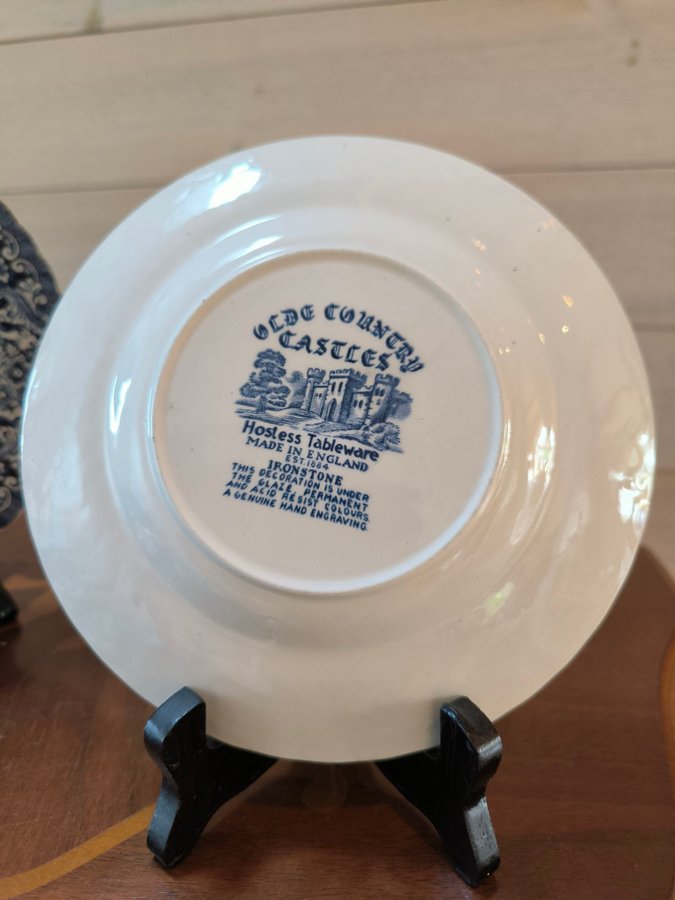 OLDE COUNTRY
CASTLES
Hostess Tableware
MADE IN ENGLAND
EST. 1884
IRONSTONE
THIS DECORATION IS UNDER
THE GLAZE, PERMANENT
AND ACID RESIST COLOURS.
A GENUINE HAND ENGRAVING.